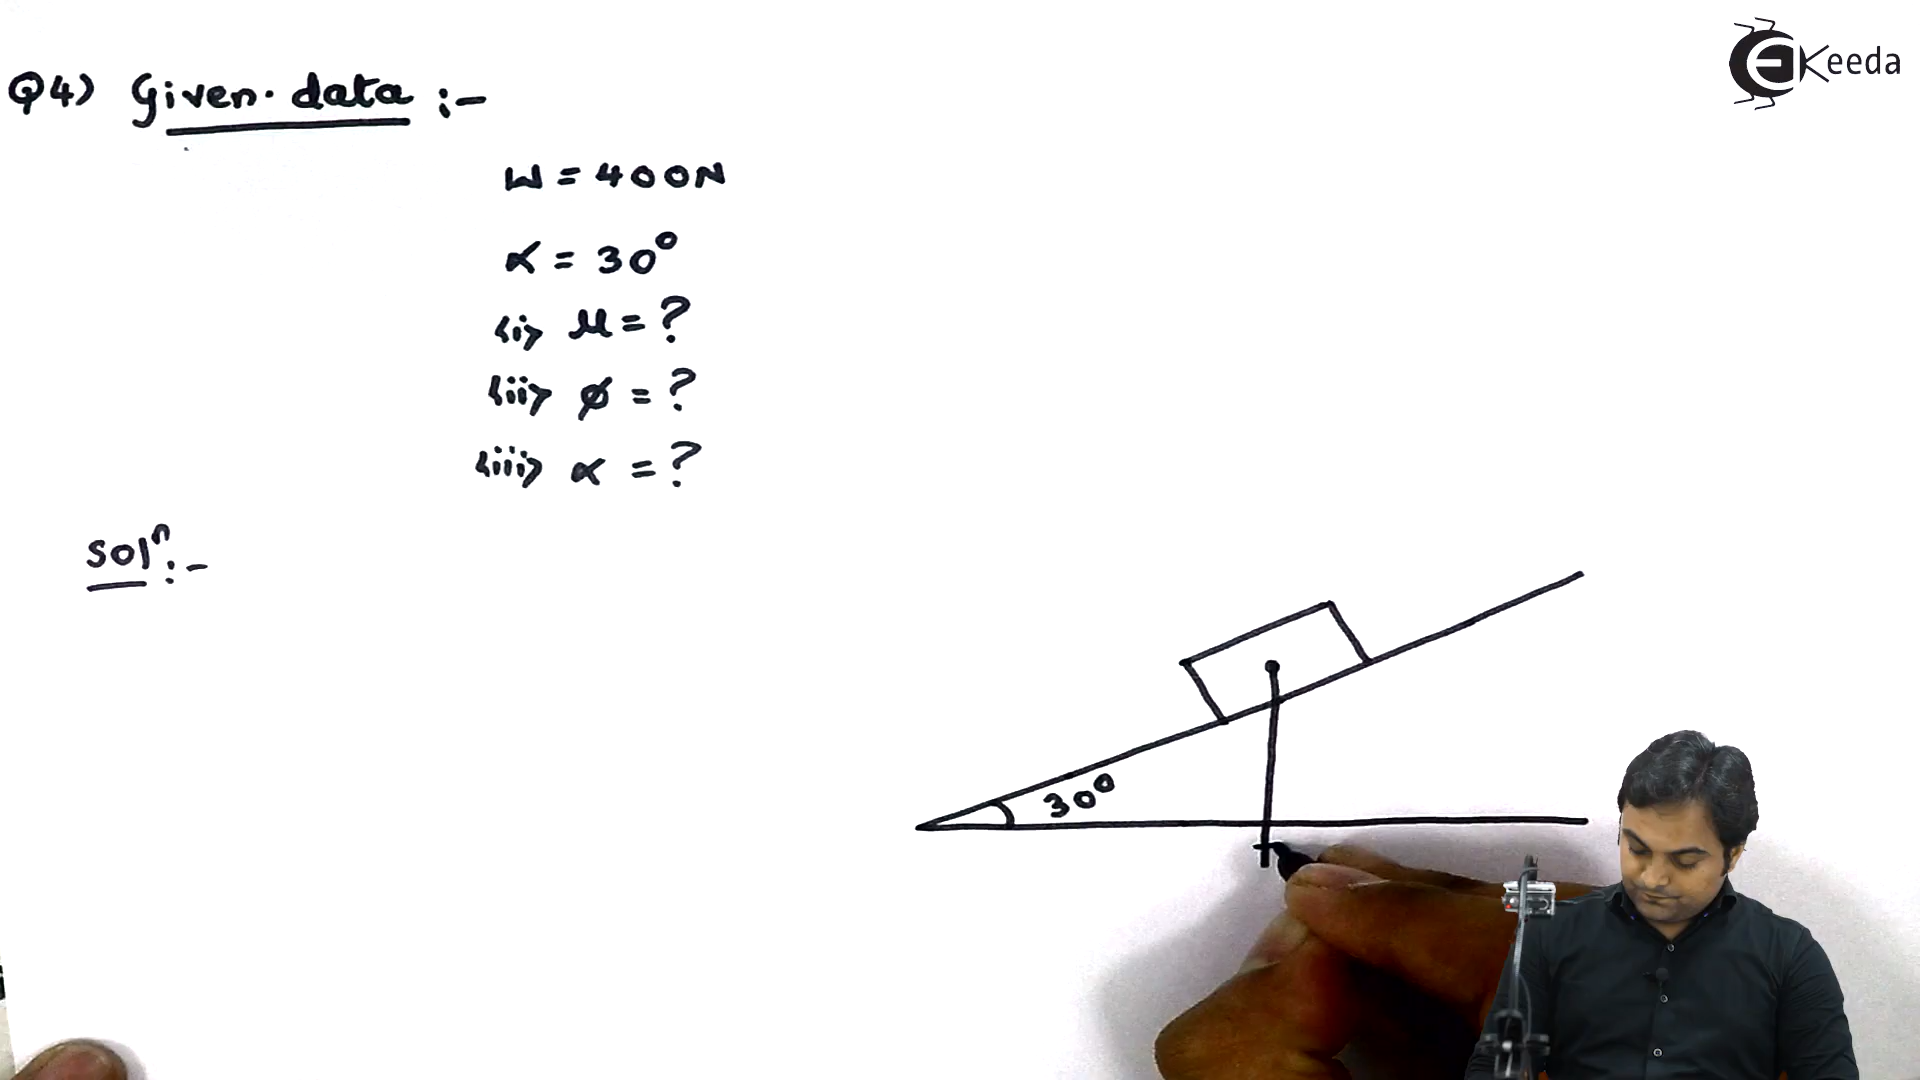 Keeda
Q4) Given data :-
W = 400N
α = 30°
(i) μ = ?
(ii) ø = ?
(iii) α = ?
Solⁿ :-
30°